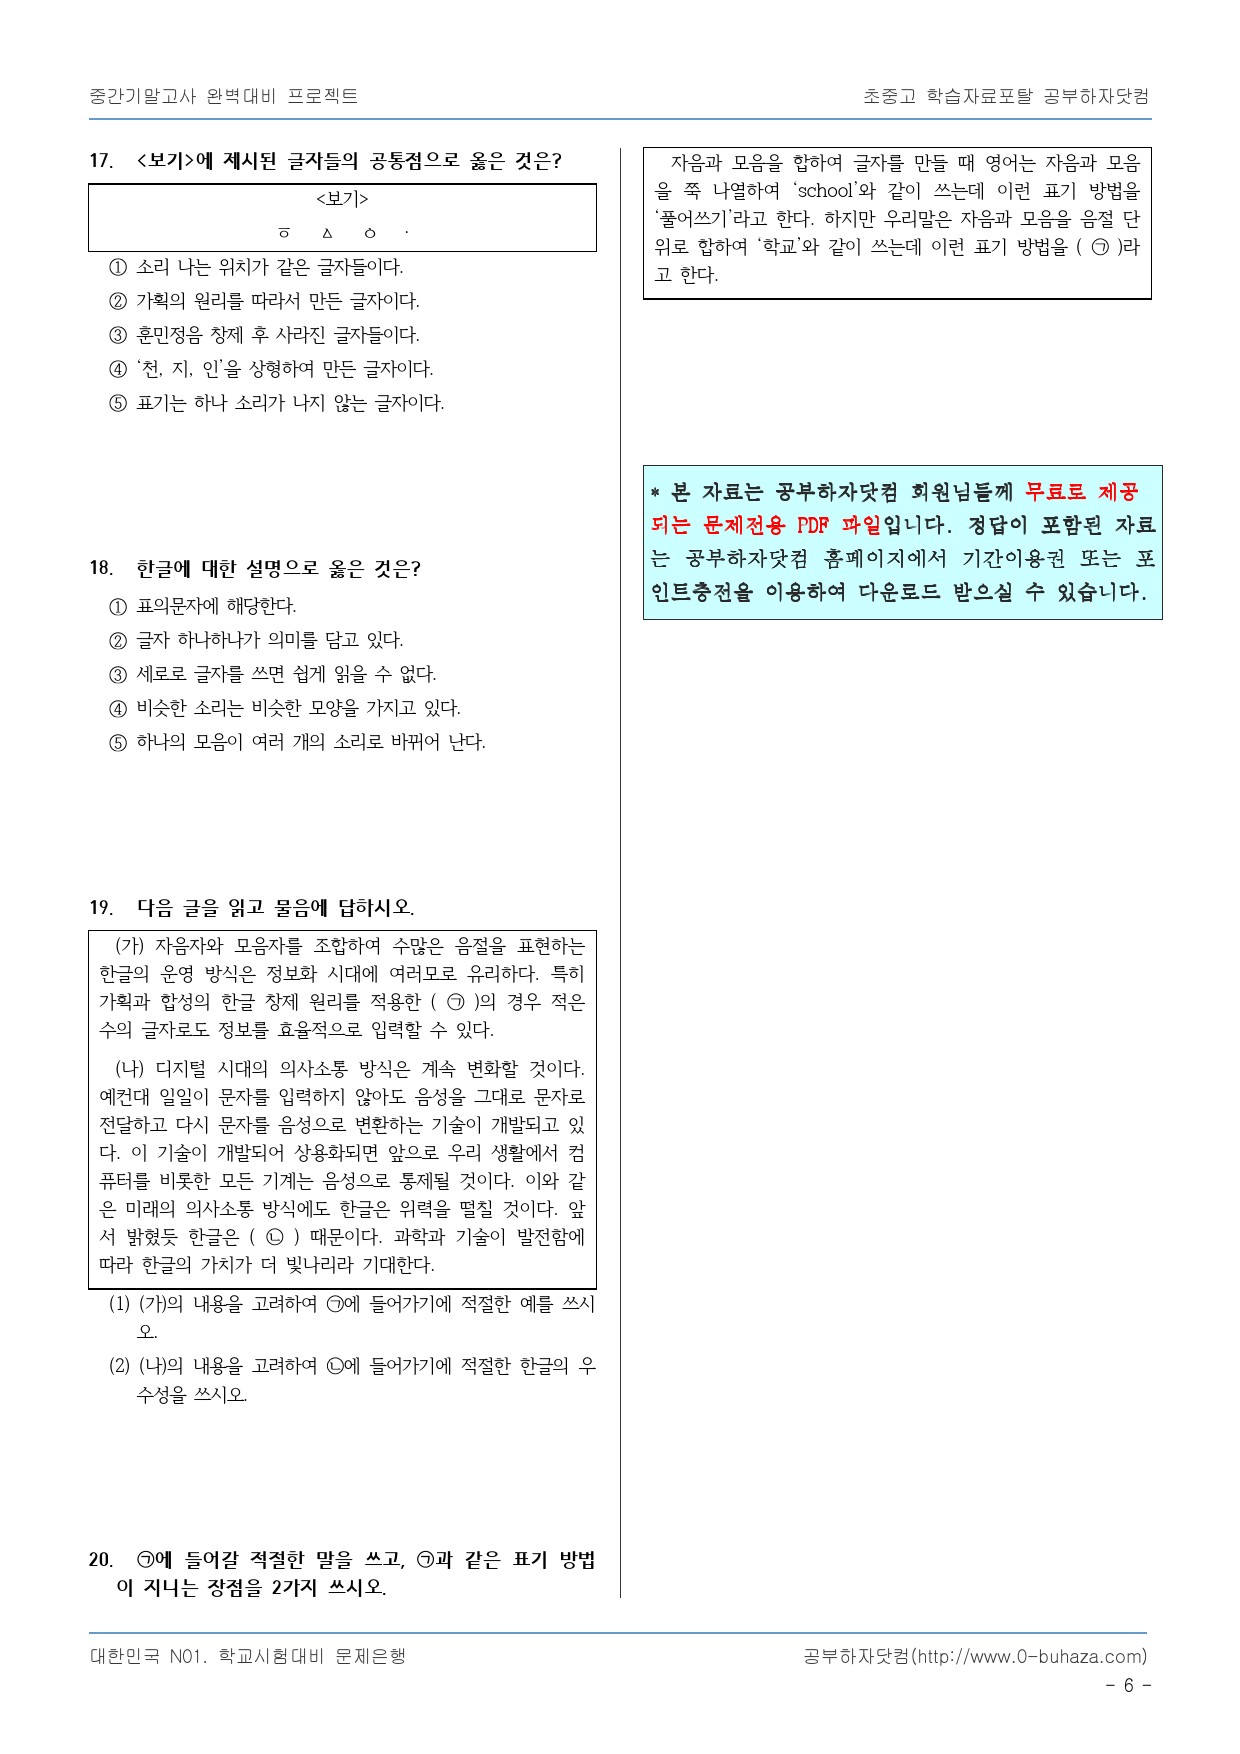 중간기말고사 완벽대비 프로젝트
초중고 학습자료포탈 공부하자닷컴
17. <보기>에 제시된 글자들의 공통점으로 옳은 것은?
<보기>
ㆆ ㅿ ㆁ ㆍ
① 소리 나는 위치가 같은 글자들이다.
② 가획의 원리를 따라서 만든 글자이다.
③ 훈민정음 창제 후 사라진 글자들이다.
④ ‘천, 지, 인’을 상형하여 만든 글자이다.
⑤ 표기는 하나 소리가 나지 않는 글자이다.
18. 한글에 대한 설명으로 옳은 것은?
① 표의문자에 해당한다.
② 글자 하나하나가 의미를 담고 있다.
③ 세로로 글자를 쓰면 쉽게 읽을 수 없다.
④ 비슷한 소리는 비슷한 모양을 가지고 있다.
⑤ 하나의 모음이 여러 개의 소리로 바뀌어 난다.
19. 다음 글을 읽고 물음에 답하시오.
(가) 자음자와 모음자를 조합하여 수많은 음절을 표현하는
한글의 운영 방식은 정보화 시대에 여러모로 유리하다. 특히
가획과 합성의 한글 창제 원리를 적용한 ( ㉠ )의 경우 적은
수의 글자로도 정보를 효율적으로 입력할 수 있다.
(나) 디지털 시대의 의사소통 방식은 계속 변화할 것이다.
예컨대 일일이 문자를 입력하지 않아도 음성을 그대로 문자로
전달하고 다시 문자를 음성으로 변환하는 기술이 개발되고 있
다. 이 기술이 개발되어 상용화되면 앞으로 우리 생활에서 컴
퓨터를 비롯한 모든 기계는 음성으로 통제될 것이다. 이와 같
은 미래의 의사소통 방식에도 한글은 위력을 떨칠 것이다. 앞
서 밝혔듯 한글은 ( ㉡ ) 때문이다. 과학과 기술이 발전함에
따라 한글의 가치가 더 빛나리라 기대한다.
(1) (가)의 내용을 고려하여 ㉠에 들어가기에 적절한 예를 쓰시
오.
(2) (나)의 내용을 고려하여 ㉡에 들어가기에 적절한 한글의 우
수성을 쓰시오.
20. ㉠에 들어갈 적절한 말을 쓰고, ㉠과 같은 표기 방법
이 지니는 장점을 2가지 쓰시오.
자음과 모음을 합하여 글자를 만들 때 영어는 자음과 모음
을 쭉 나열하여 ‘school’와 같이 쓰는데 이런 표기 방법을
‘풀어쓰기’라고 한다. 하지만 우리말은 자음과 모음을 음절 단
위로 합하여 ‘학교’와 같이 쓰는데 이런 표기 방법을 ( ㉠ )라
고 한다.
* 본 자료는 공부하자닷컴 회원님들께 무료로 제공
되는 문제전용 PDF 파일입니다. 정답이 포함된 자료
는 공부하자닷컴 홈페이지에서 기간이용권 또는 포
인트충전을 이용하여 다운로드 받으실 수 있습니다.
대한민국 N01. 학교시험대비 문제은행
공부하자닷컴(http://www.0-buhaza.com)
- 6 -